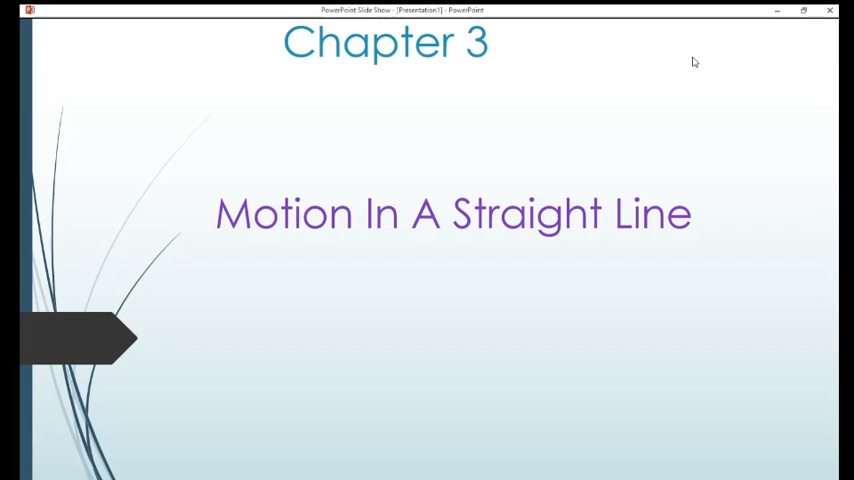 PowerPoint Slide Show - [Presentation1] - PowerPoint
Chapter 3
Motion In A Straight Line